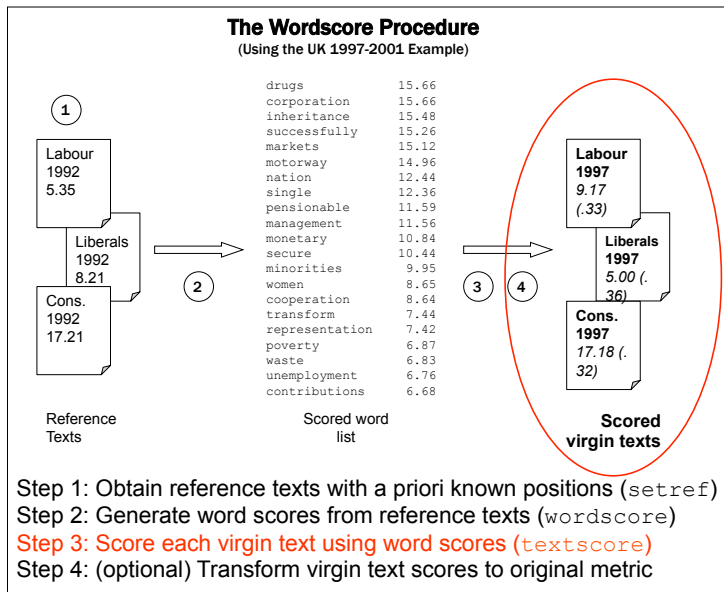 The Wordscore Procedure
(Using the UK 1997-2001 Example)
1
Labour
1992
5.35
Liberals
1992
8.21
Cons.
1992
17.21
Reference
Texts
2
drugs 15.66
corporation 15.66
inheritance 15.48
successfully 15.26
markets 15.12
motorway 14.96
nation 12.44
single 12.36
pensionable 11.59
management 11.56
monetary 10.84
secure 10.44
minorities 9.95
women 8.65
cooperation 8.64
transform 7.44
representation 7.42
poverty 6.87
waste 6.83
unemployment 6.76
contributions 6.68
Scored word
list
3 4
Labour
1997
9.17
(.33)
Liberals
1997
5.00 (.
36)
Cons.
1997
17.18 (.
32)
Scored
virgin texts
Step 1: Obtain reference texts with a priori known positions (setref)
Step 2: Generate word scores from reference texts (wordscore)
Step 3: Score each virgin text using word scores (textscore)
Step 4: (optional) Transform virgin text scores to original metric